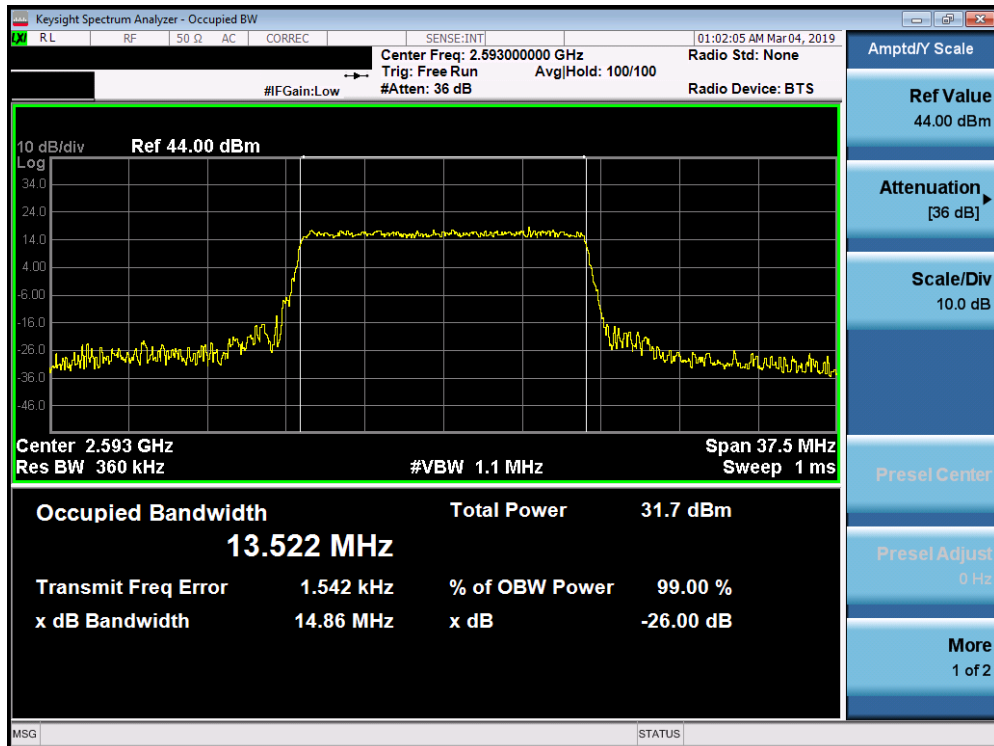 Keysight Spectrum Analyzer - Occupied BW
LXI RL RF 50 Ω AC CORREC SENSE:INT 01:02:05 AM Mar 04, 2019
Center Freq: 2.593000000 GHz Radio Std: None
Trig: Free Run Avg|Hold: 100/100
#IFGain:Low #Atten: 36 dB Radio Device: BTS
10 dB/div Ref 44.00 dBm
Log
34.0
24.0
14.0
4.00
-6.00
-16.0
-26.0
-36.0
-46.0
Center 2.593 GHz Span 37.5 MHz
Res BW 360 kHz #VBW 1.1 MHz Sweep 1 ms
Occupied Bandwidth Total Power 31.7 dBm
13.522 MHz
Transmit Freq Error 1.542 kHz % of OBW Power 99.00 %
x dB Bandwidth 14.86 MHz x dB -26.00 dB
MSG STATUS
Amptd/Y Scale
Ref Value
44.00 dBm
Attenuation
[36 dB]
Scale/Div
10.0 dB
Presel Center
Presel Adjust
0 Hz
More
1 of 2